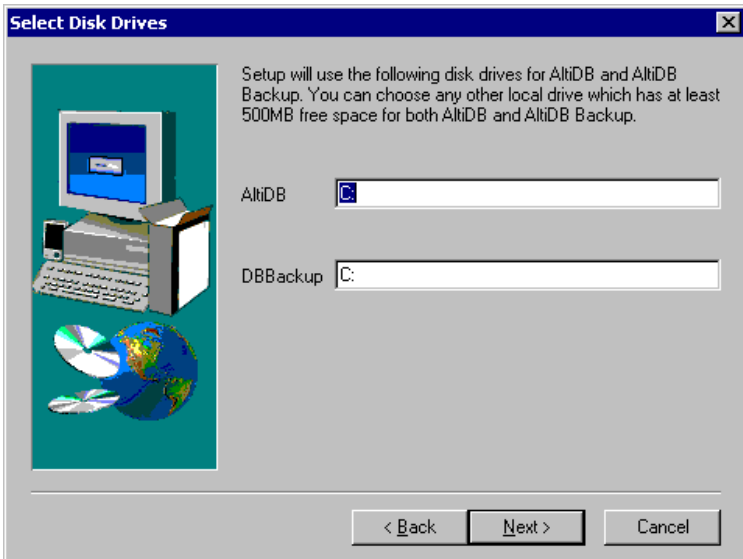 Select Disk Drives
Setup will use the following disk drives for AltiDB and AltiDB
Backup. You can choose any other local drive which has at least
500MB free space for both AltiDB and AltiDB Backup.
AltiDB C:
DBBackup C:
< Back Next > Cancel